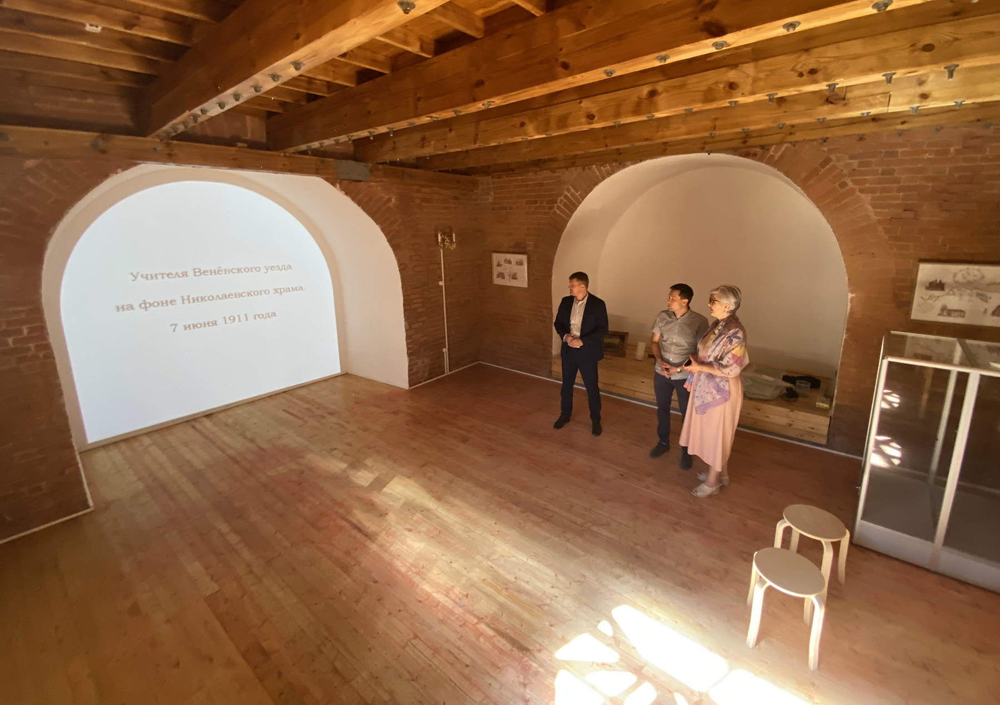 Учителя Венёвского уезда
на фоне Николаевского храма.
7 июня 1911 года